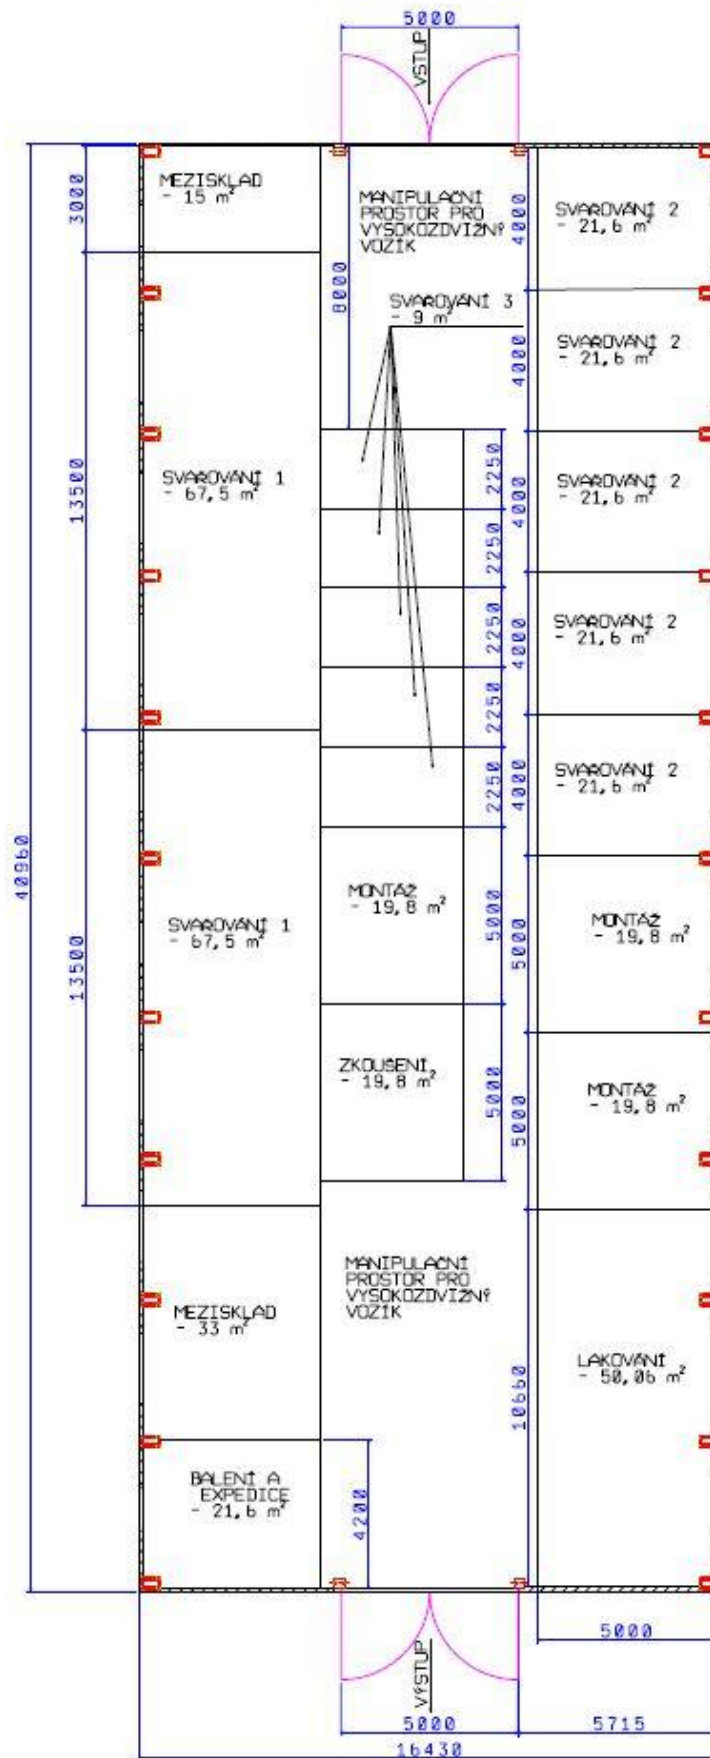 5000
VSTUP
3000
MEZISKLAD
- 15 m²
MANIPULAČNÍ
PROSTOR PRO
VYSOKOZDVIŽNÝ
VOZÍK
8000
4000
SVAŘOVÁNÍ 2
- 21,6 m²
SVAŘOVÁNÍ 3
- 9 m²
4000
SVAŘOVÁNÍ 2
- 21,6 m²
13500
SVAŘOVÁNÍ 1
- 67,5 m²
2250
4000
SVAŘOVÁNÍ 2
- 21,6 m²
2250
2250
4000
SVAŘOVÁNÍ 2
- 21,6 m²
2250
2250
4000
SVAŘOVÁNÍ 2
- 21,6 m²
40960
13500
SVAŘOVÁNÍ 1
- 67,5 m²
MONTÁŽ
- 19,8 m²
5000
5000
MONTÁŽ
- 19,8 m²
ZKOUŠENÍ
- 19,8 m²
5000
5000
MONTÁŽ
- 19,8 m²
MEZISKLAD
- 33 m²
MANIPULAČNÍ
PROSTOR PRO
VYSOKOZDVIŽNÝ
VOZÍK
10660
LAKOVÁNÍ
- 50,06 m²
BALENÍ A
EXPEDICE
- 21,6 m²
4200
5000
VÝSTUP
5000
5715
16430